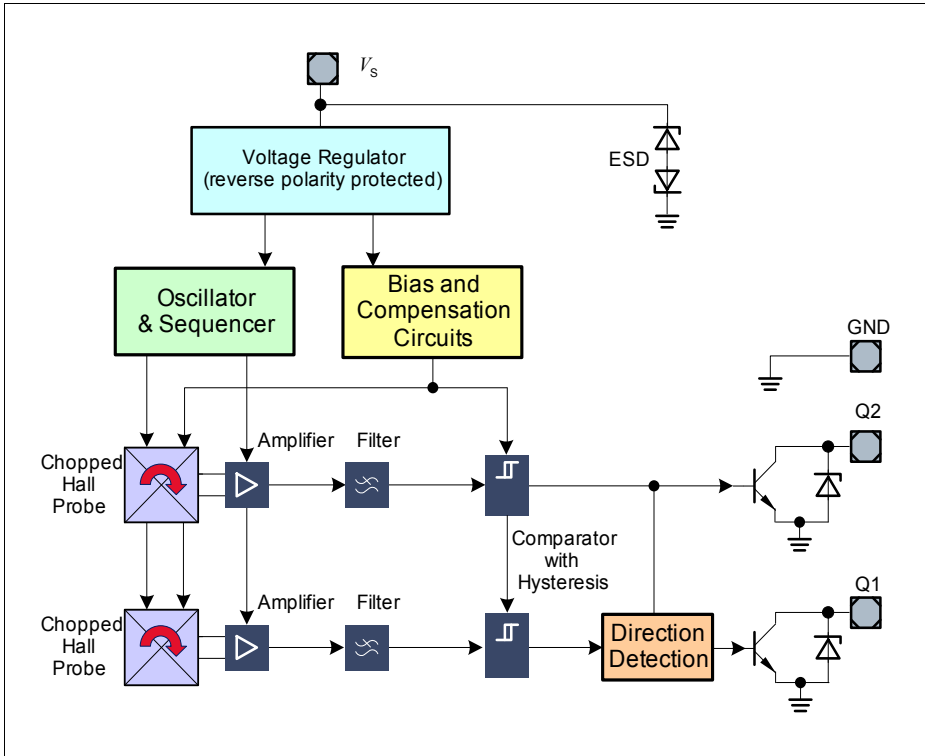 VS
Voltage Regulator
(reverse polarity protected)
ESD
Oscillator
& Sequencer
Bias and
Compensation
Circuits
GND
Q2
Amplifier
Filter
Chopped
Hall
Probe
Comparator
with
Hysteresis
Q1
Amplifier
Filter
Chopped
Hall
Probe
Direction
Detection